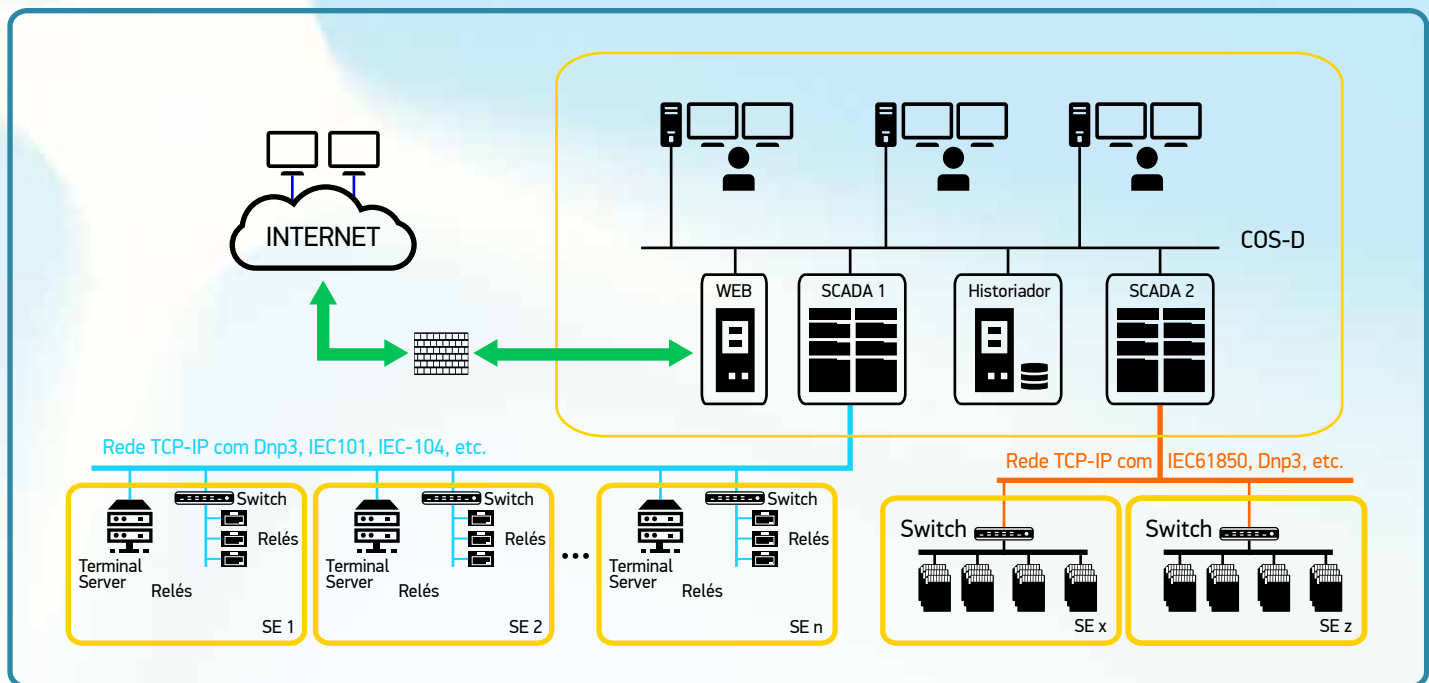 INTERNET
COS-D
WEB
SCADA 1
Historiador
SCADA 2
Rede TCP-IP com Dnp3, IEC101, IEC-104, etc.
Rede TCP-IP com IEC61850, Dnp3, etc.
Switch
Relés
Terminal
Server
Relés
SE 1
Switch
Relés
Terminal
Server
Relés
SE 2
...
Switch
Relés
Terminal
Server
Relés
SE n
Switch
SE x
Switch
SE z